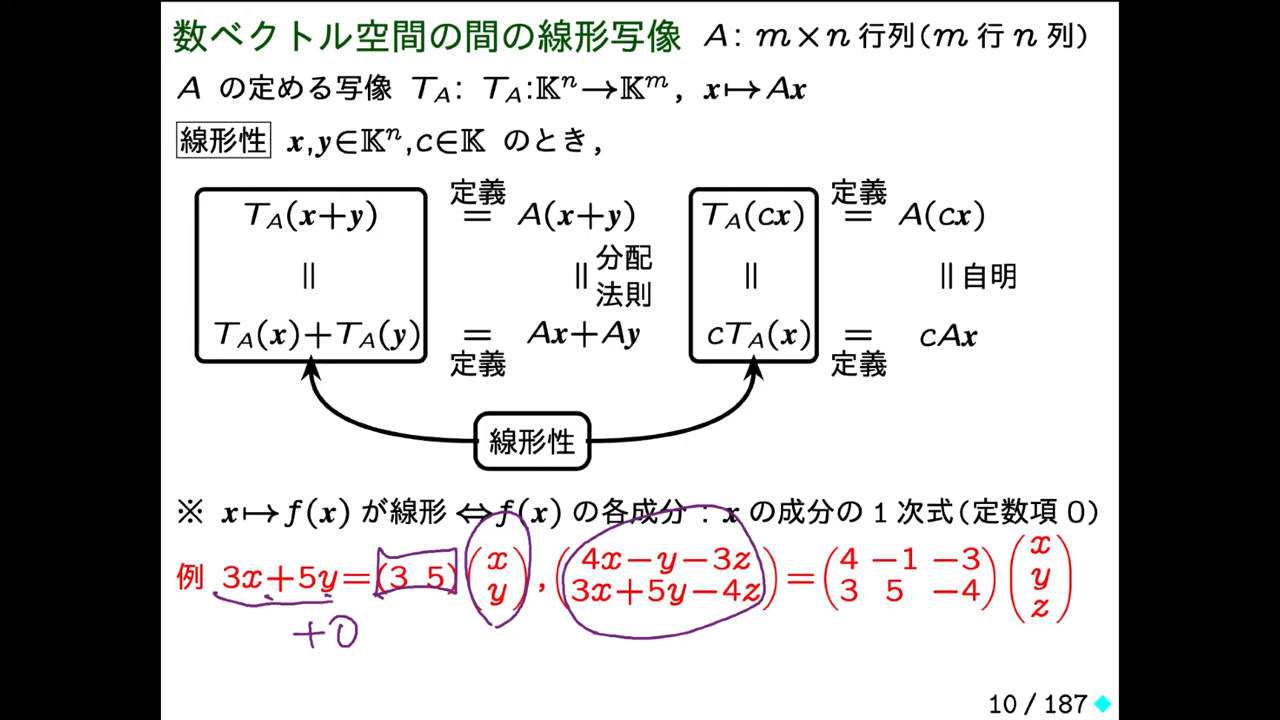 数ベクトル空間の間の線形写像 A: m×n 行列(m 行 n 列)
A の定める写像 T_A: T_A:𝕂ⁿ→𝕂ᵐ, x↦Ax
線形性 x,y∈𝕂ⁿ,c∈𝕂 のとき,
定義 定義
T_A(x+y) = A(x+y) T_A(cx) = A(cx)
|| || 分配法則 || || 自明
T_A(x)+T_A(y) = Ax+Ay cT_A(x) = cAx
定義 定義
線形性
※ x↦f(x) が線形 ⇔ f(x) の各成分 : x の成分の 1 次式(定数項 0)
例 3x+5y=(3 5)(x y), (4x−y−3z 3x+5y−4z)=(4 −1 −3 3 5 −4)(x y z)
+0
10 / 187